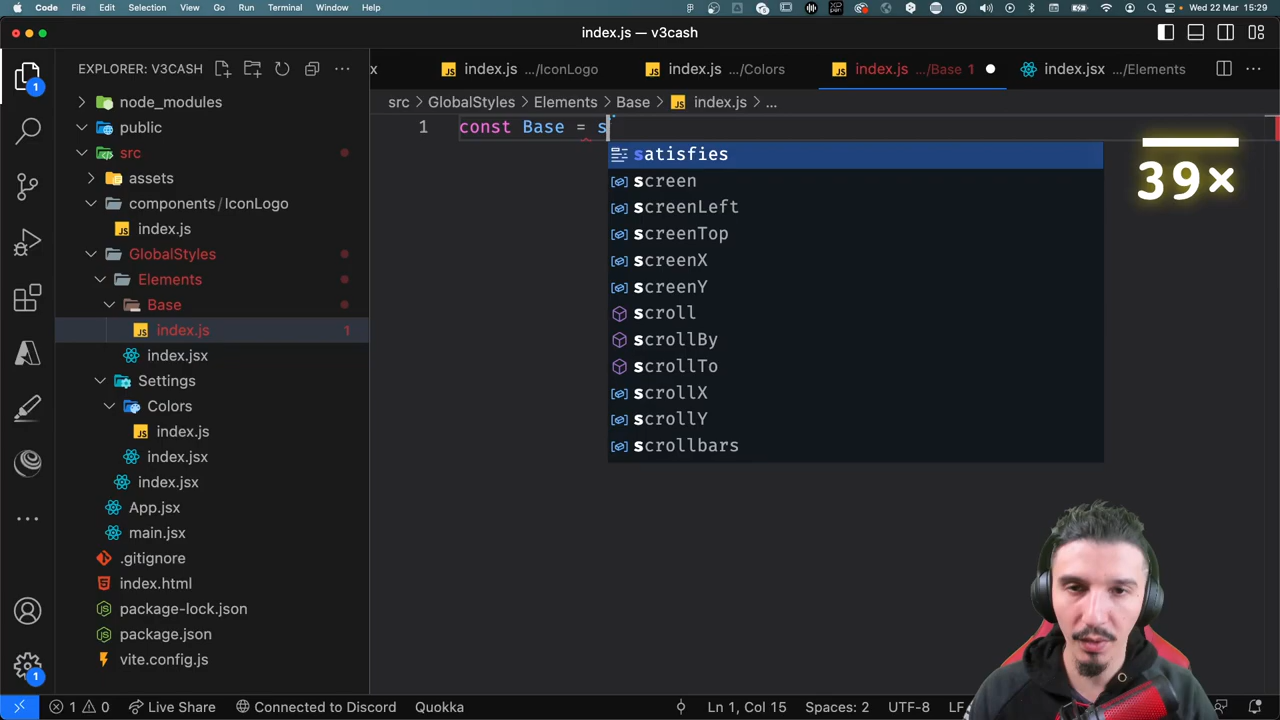 Code File Edit Selection View Go Run Terminal Window Help
Wed 22 Mar 15:29
index.js — v3cash
EXPLORER: V3CASH
x index.js .../IconLogo index.js .../Colors index.js .../Base 1 index.jsx .../Elements
src > GlobalStyles > Elements > Base > index.js > ...
1 const Base = s`
satisfies
screen
screenLeft
screenTop
screenX
screenY
scroll
scrollBy
scrollTo
scrollX
scrollY
scrollbars
39×
1
node_modules
public
src
assets
components/IconLogo
index.js
GlobalStyles
Elements
Base
index.js 1
index.jsx
Settings
Colors
index.js
index.jsx
index.jsx
App.jsx
main.jsx
.gitignore
index.html
package-lock.json
package.json
vite.config.js
1
1 0 Live Share Connected to Discord Quokka Ln 1, Col 15 Spaces: 2 UTF-8 LF